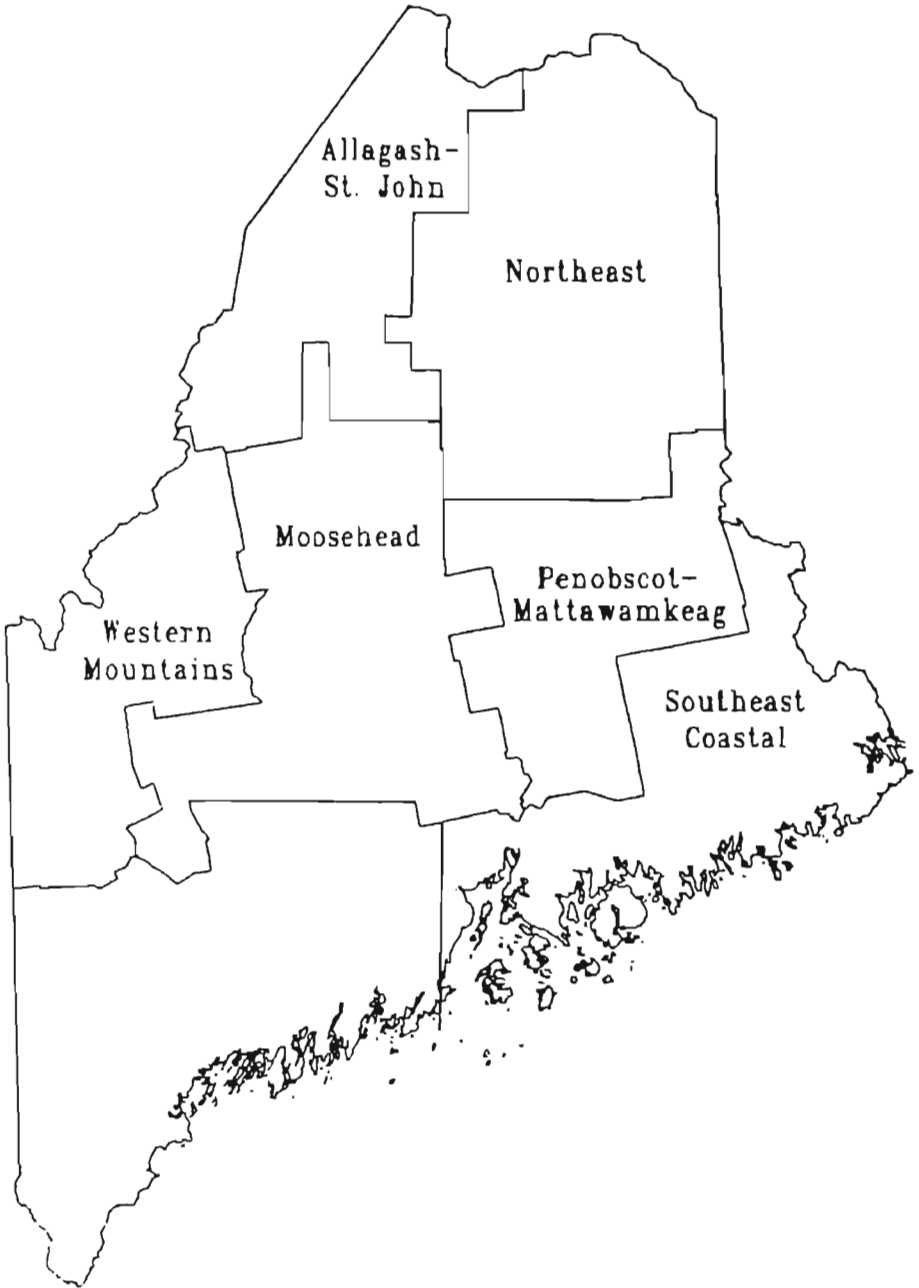 Allagash-
St. John
Northeast
Moosehead
Penobscot-
Mattawamkeag
Western
Mountains
Southeast
Coastal